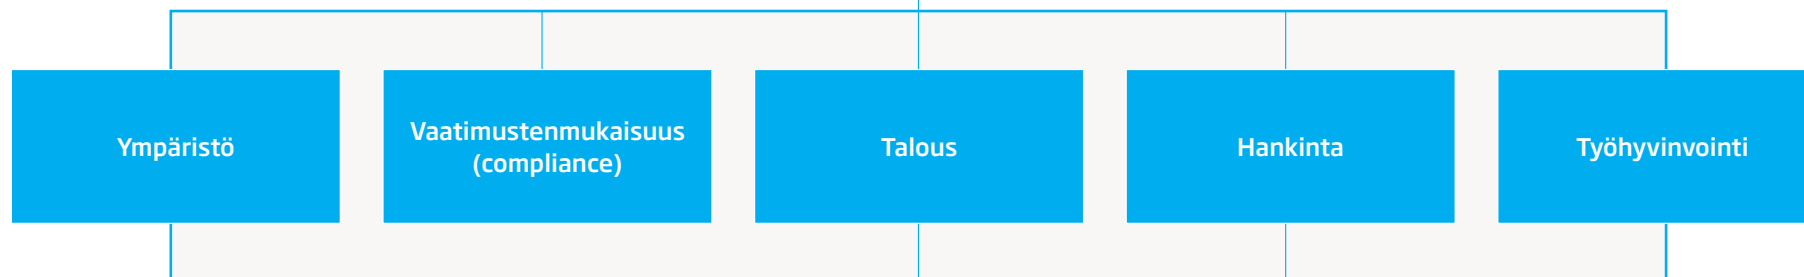 Ympäristö
Vaatimustenmukaisuus
(compliance)
Talous
Hankinta
Työhyvinvointi